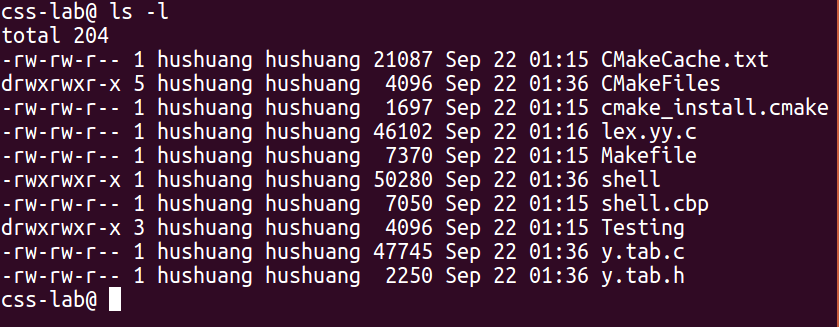 css-lab@ ls -l
total 204
-rw-rw-r-- 1 hushuang hushuang 21087 Sep 22 01:15 CMakeCache.txt
drwxrwxr-x 5 hushuang hushuang  4096 Sep 22 01:36 CMakeFiles
-rw-rw-r-- 1 hushuang hushuang  1697 Sep 22 01:15 cmake_install.cmake
-rw-rw-r-- 1 hushuang hushuang 46102 Sep 22 01:16 lex.yy.c
-rw-rw-r-- 1 hushuang hushuang  7370 Sep 22 01:15 Makefile
-rwxrwxr-x 1 hushuang hushuang 50280 Sep 22 01:36 shell
-rw-rw-r-- 1 hushuang hushuang  7050 Sep 22 01:15 shell.cbp
drwxrwxr-x 3 hushuang hushuang  4096 Sep 22 01:15 Testing
-rw-rw-r-- 1 hushuang hushuang 47745 Sep 22 01:36 y.tab.c
-rw-rw-r-- 1 hushuang hushuang  2250 Sep 22 01:36 y.tab.h
css-lab@